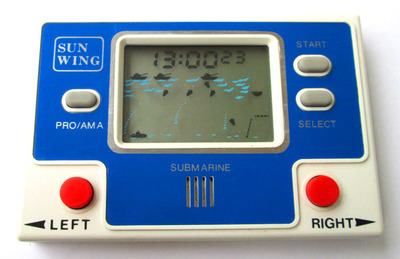 SUN
WING
13:00 23
START
PRO/AMA
SELECT
SUBMARINE
LEFT
RIGHT